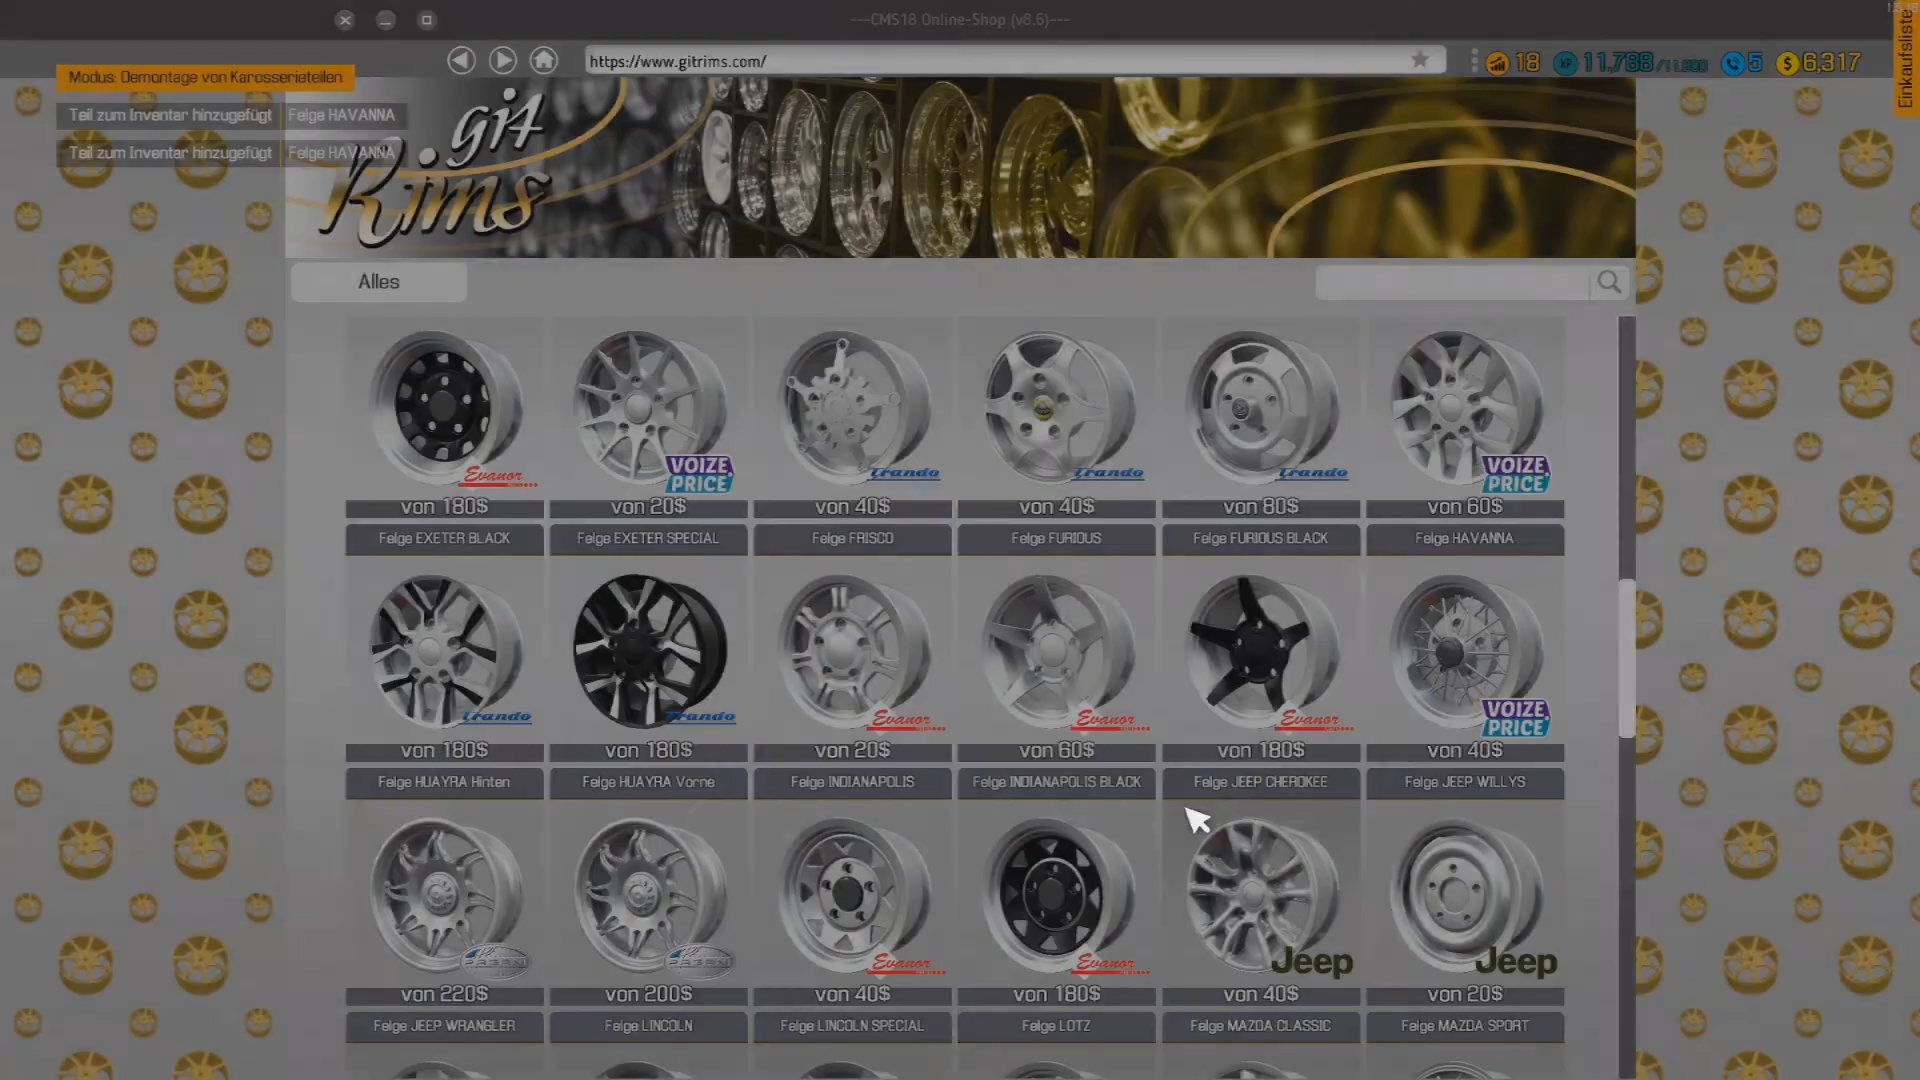 ---CMS18 Online-Shop (v8.6)---
Einkaufsliste
https://www.gitrims.com/
18
XP 11,788
5
$ 6,317
Modus: Demontage von Karosserieteilen
Teil zum Inventar hinzugefügt Felge HAVANNA
Teil zum Inventar hinzugefügt Felge HAVANNA
git
Rims
Alles
Evanor VOIZE PRICE Trando Trando Trando VOIZE PRICE
von 180$ von 20$ von 40$ von 40$ von 80$ von 60$
Felge EXETER BLACK Felge EXETER SPECIAL Felge FRISCO Felge FURIOUS Felge FURIOUS BLACK Felge HAVANNA
Trando Trando Evanor Evanor Evanor VOIZE PRICE
von 180$ von 180$ von 20$ von 60$ von 180$ von 40$
Felge HUAYRA Hinten Felge HUAYRA Vorne Felge INDIANAPOLIS Felge INDIANAPOLIS BLACK Felge JEEP CHEROKEE Felge JEEP WILLYS
PAGANI PAGANI Evanor Evanor Jeep Jeep
von 220$ von 200$ von 40$ von 180$ von 40$ von 20$
Felge JEEP WRANGLER Felge LINCOLN Felge LINCOLN SPECIAL Felge LOTZ Felge MAZDA CLASSIC Felge MAZDA SPORT